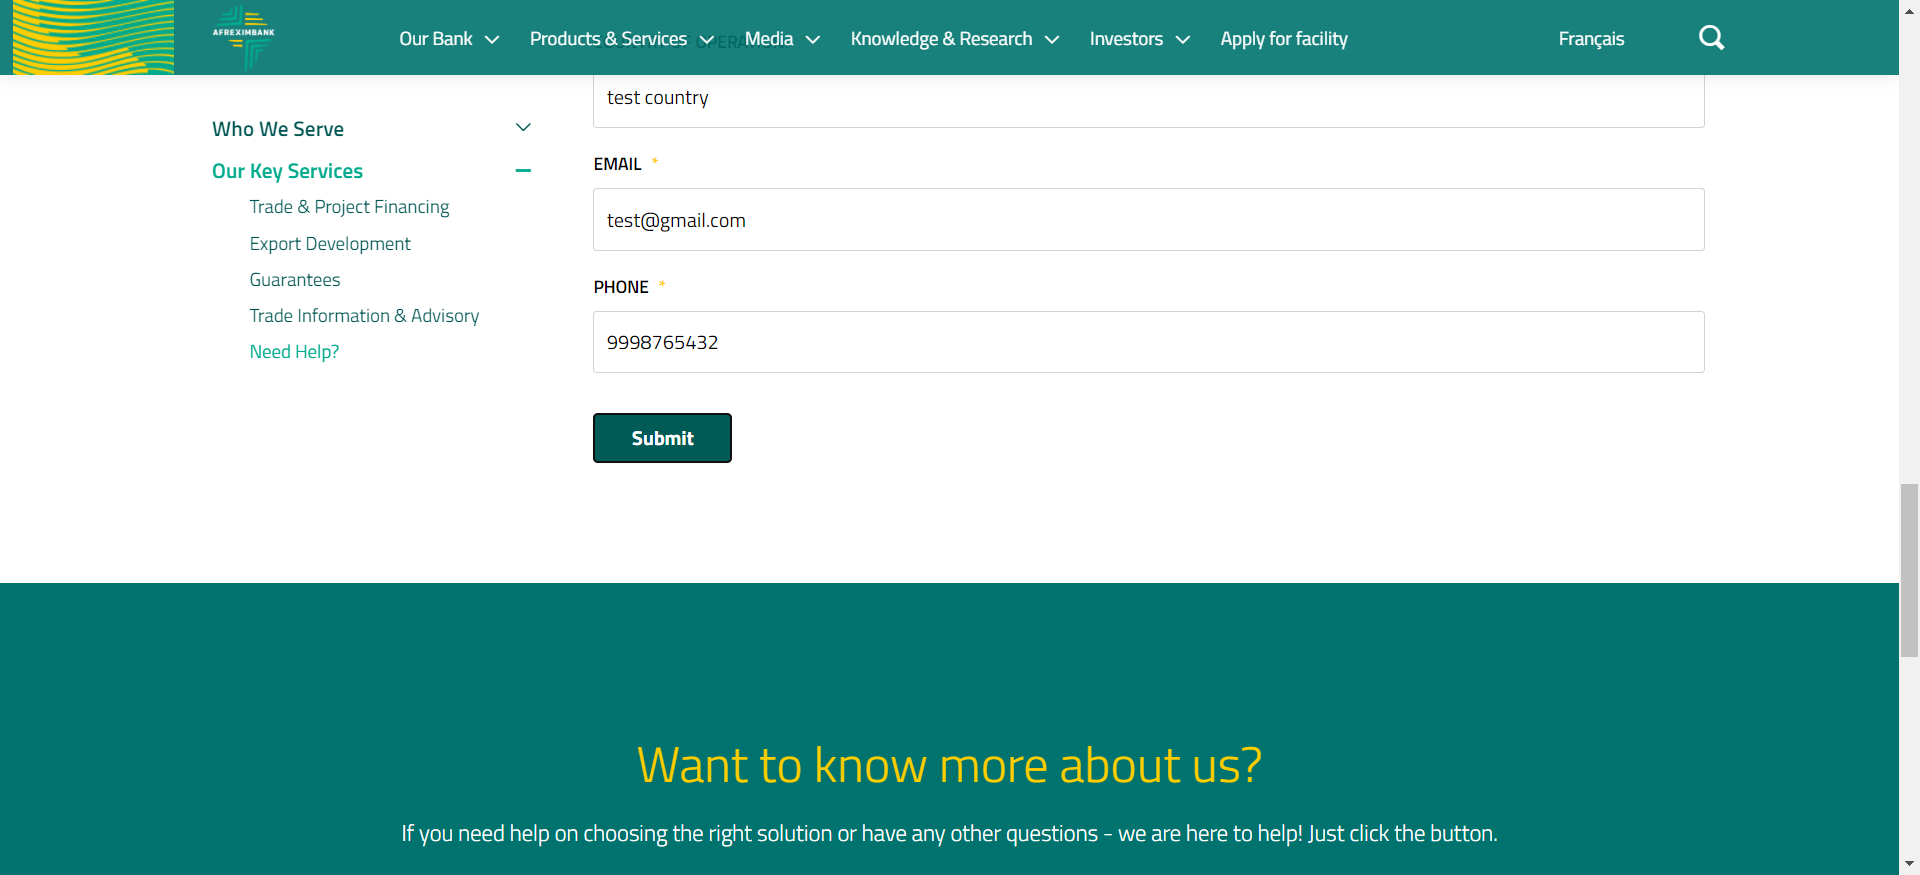 AFREXIMBANK
Our Bank
Products & Services
Media
Knowledge & Research
Investors
Apply for facility
Français
test country
Who We Serve
Our Key Services
Trade & Project Financing
Export Development
Guarantees
Trade Information & Advisory
Need Help?
EMAIL *
test@gmail.com
PHONE *
9998765432
Submit
Want to know more about us?
If you need help on choosing the right solution or have any other questions - we are here to help! Just click the button.